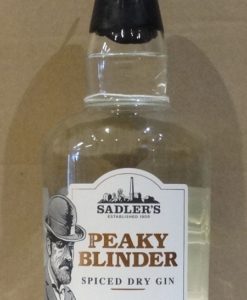 SADLER'S
ESTABLISHED 1900
PEAKY
BLINDER
SPICED DRY GIN